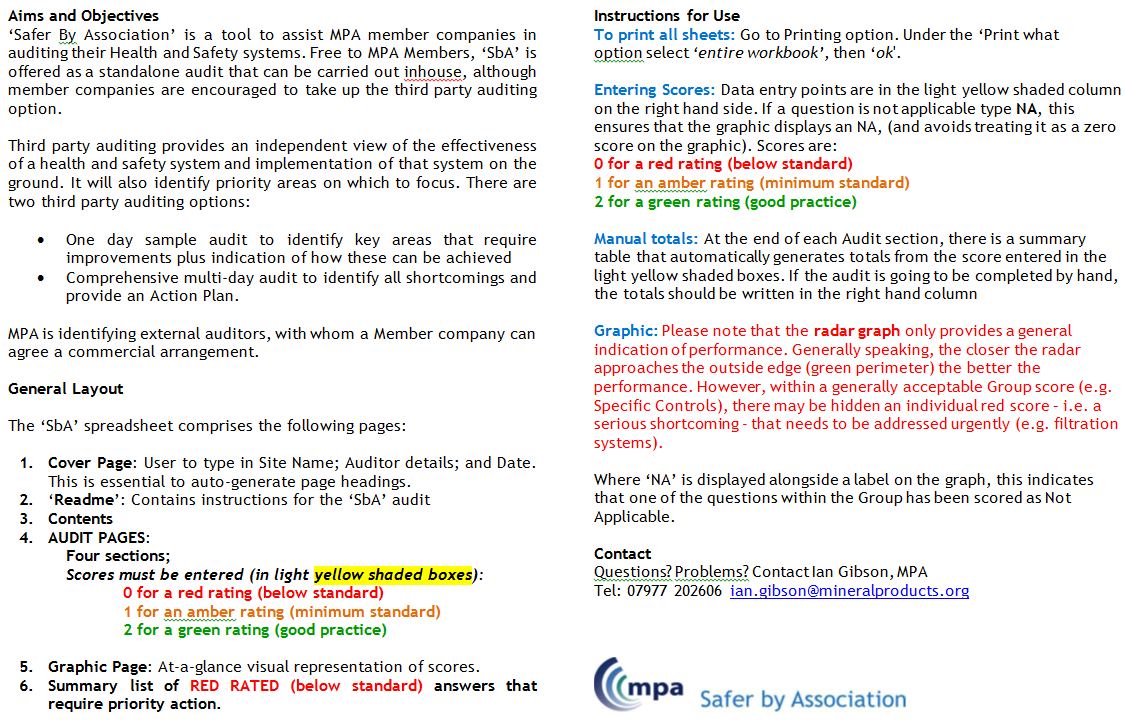 Aims and Objectives
‘Safer By Association’ is a tool to assist MPA member companies in
auditing their Health and Safety systems. Free to MPA Members, ‘SbA’ is
offered as a standalone audit that can be carried out inhouse, although
member companies are encouraged to take up the third party auditing
option.
Third party auditing provides an independent view of the effectiveness
of a health and safety system and implementation of that system on the
ground. It will also identify priority areas on which to focus. There are
two third party auditing options:
• One day sample audit to identify key areas that require
improvements plus indication of how these can be achieved
• Comprehensive multi-day audit to identify all shortcomings and
provide an Action Plan.
MPA is identifying external auditors, with whom a Member company can
agree a commercial arrangement.
General Layout
The ‘SbA’ spreadsheet comprises the following pages:
1. Cover Page: User to type in Site Name; Auditor details; and Date.
This is essential to auto-generate page headings.
2. ‘Readme’: Contains instructions for the ‘SbA’ audit
3. Contents
4. AUDIT PAGES:
Four sections;
Scores must be entered (in light yellow shaded boxes):
0 for a red rating (below standard)
1 for an amber rating (minimum standard)
2 for a green rating (good practice)
5. Graphic Page: At-a-glance visual representation of scores.
6. Summary list of RED RATED (below standard) answers that
require priority action.
Instructions for Use
To print all sheets: Go to Printing option. Under the ‘Print what
option select ‘entire workbook’, then ‘ok'.
Entering Scores: Data entry points are in the light yellow shaded column
on the right hand side. If a question is not applicable type NA, this
ensures that the graphic displays an NA, (and avoids treating it as a zero
score on the graphic). Scores are:
0 for a red rating (below standard)
1 for an amber rating (minimum standard)
2 for a green rating (good practice)
Manual totals: At the end of each Audit section, there is a summary
table that automatically generates totals from the score entered in the
light yellow shaded boxes. If the audit is going to be completed by hand,
the totals should be written in the right hand column
Graphic: Please note that the radar graph only provides a general
indication of performance. Generally speaking, the closer the radar
approaches the outside edge (green perimeter) the better the
performance. However, within a generally acceptable Group score (e.g.
Specific Controls), there may be hidden an individual red score - i.e. a
serious shortcoming - that needs to be addressed urgently (e.g. filtration
systems).
Where ‘NA’ is displayed alongside a label on the graph, this indicates
that one of the questions within the Group has been scored as Not
Applicable.
Contact
Questions? Problems? Contact Ian Gibson, MPA
Tel: 07977 202606 ian.gibson@mineralproducts.org
mpa Safer by Association